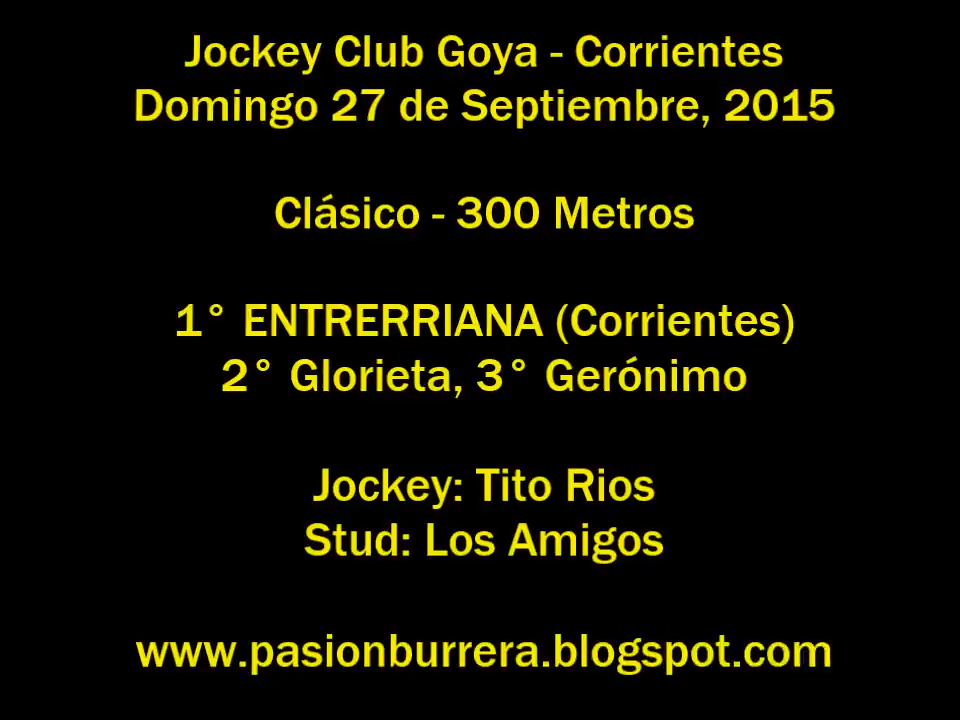 Jockey Club Goya - Corrientes
Domingo 27 de Septiembre, 2015
Clásico - 300 Metros
1° ENTRERRIANA (Corrientes)
2° Glorieta, 3° Gerónimo
Jockey: Tito Rios
Stud: Los Amigos
www.pasionburrera.blogspot.com